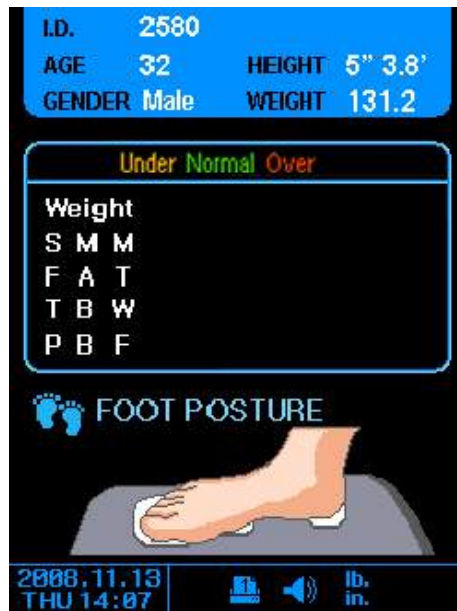 I.D. 2580
AGE 32 HEIGHT 5” 3.8’
GENDER Male WEIGHT 131.2
Under Normal Over
Weight
S M M
F A T
T B W
P B F
FOOT POSTURE
2008.11.13
THU 14:07
lb.
in.